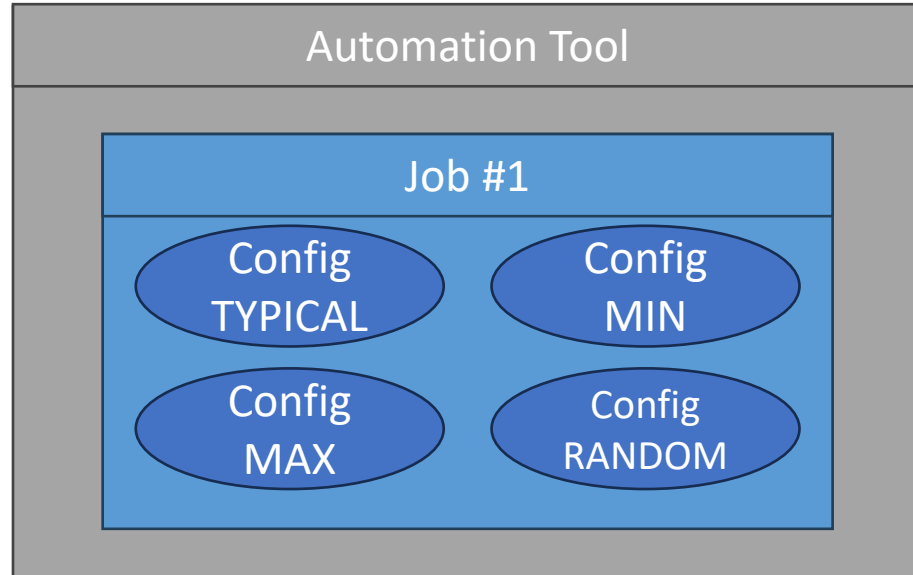 Automation Tool
Job #1
Config
TYPICAL
Config
MIN
Config
MAX
Config
RANDOM